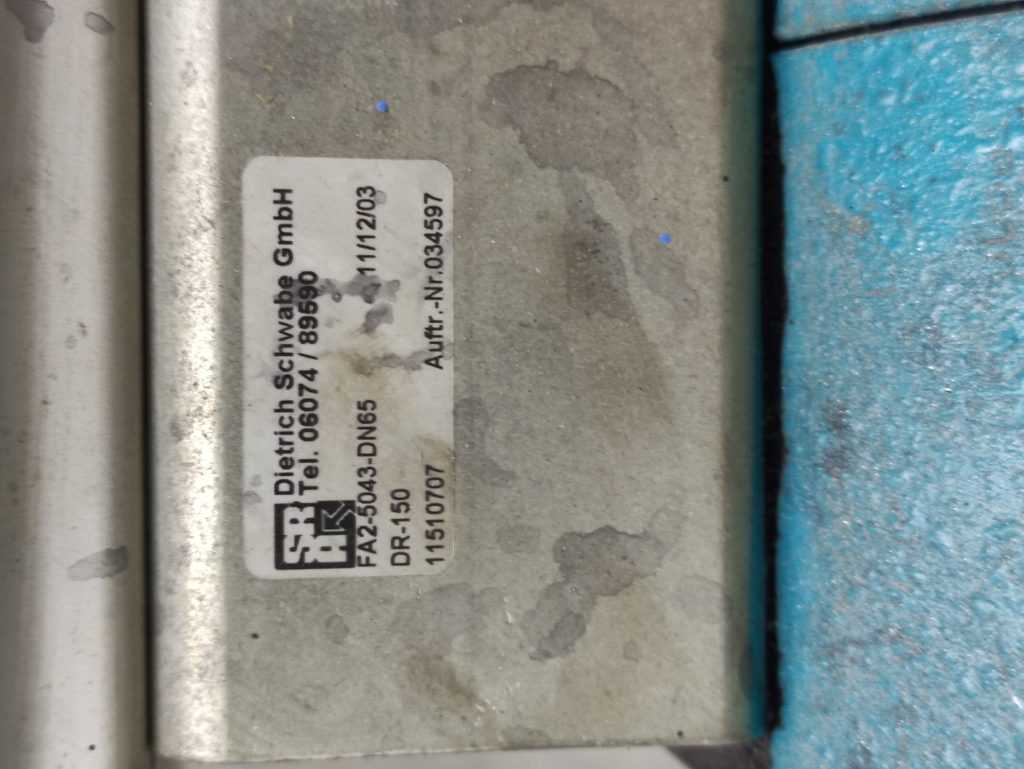 Dietrich Schwabe GmbH
Tel. 06074 / 89590
FA2-5043-DN65 11/12/03
DR-150
11510707 Auftr.-Nr.034597